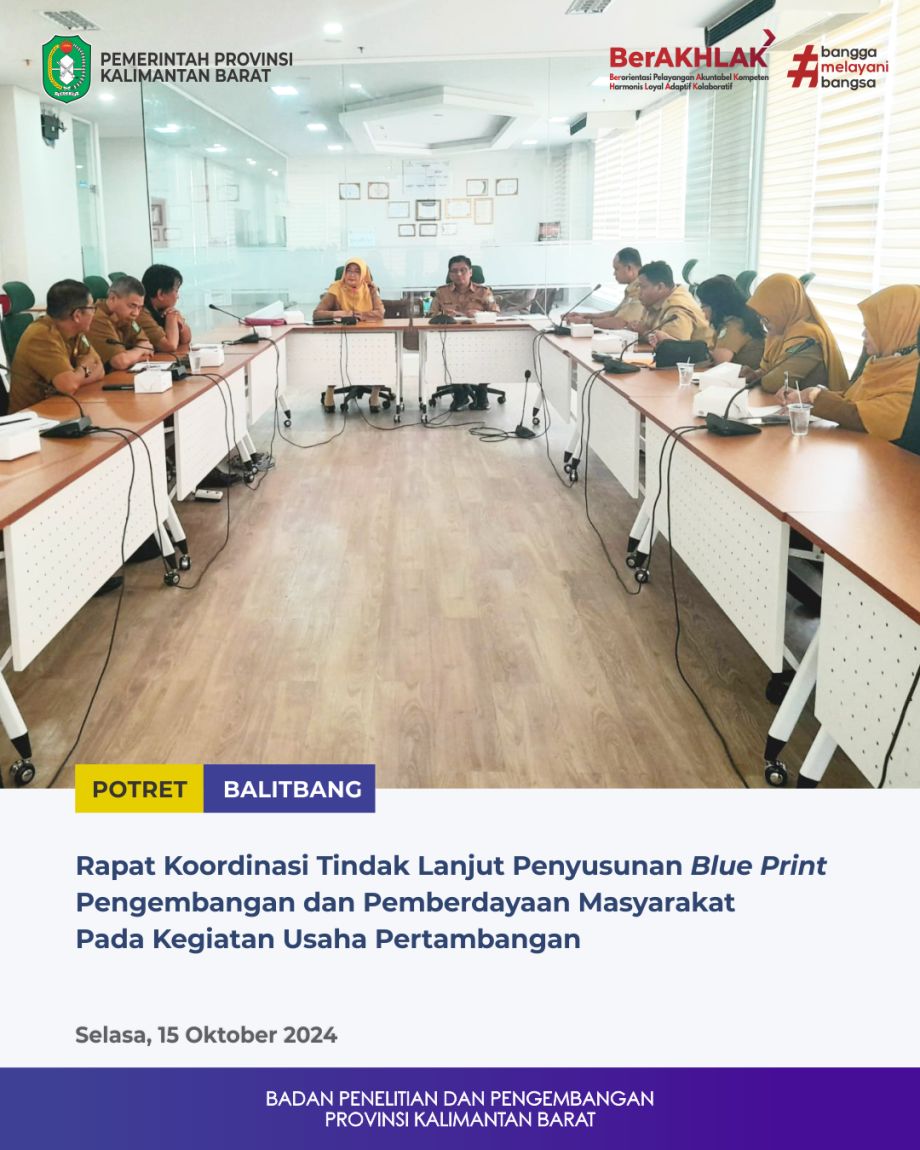 PEMERINTAH PROVINSI
KALIMANTAN BARAT
BerAKHLAK
Berorientasi Pelayanan Akuntabel Kompeten
Harmonis Loyal Adaptif Kolaboratif
#bangga
melayani
bangsa
POTRET BALITBANG
Rapat Koordinasi Tindak Lanjut Penyusunan Blue Print
Pengembangan dan Pemberdayaan Masyarakat
Pada Kegiatan Usaha Pertambangan
Selasa, 15 Oktober 2024
BADAN PENELITIAN DAN PENGEMBANGAN
PROVINSI KALIMANTAN BARAT